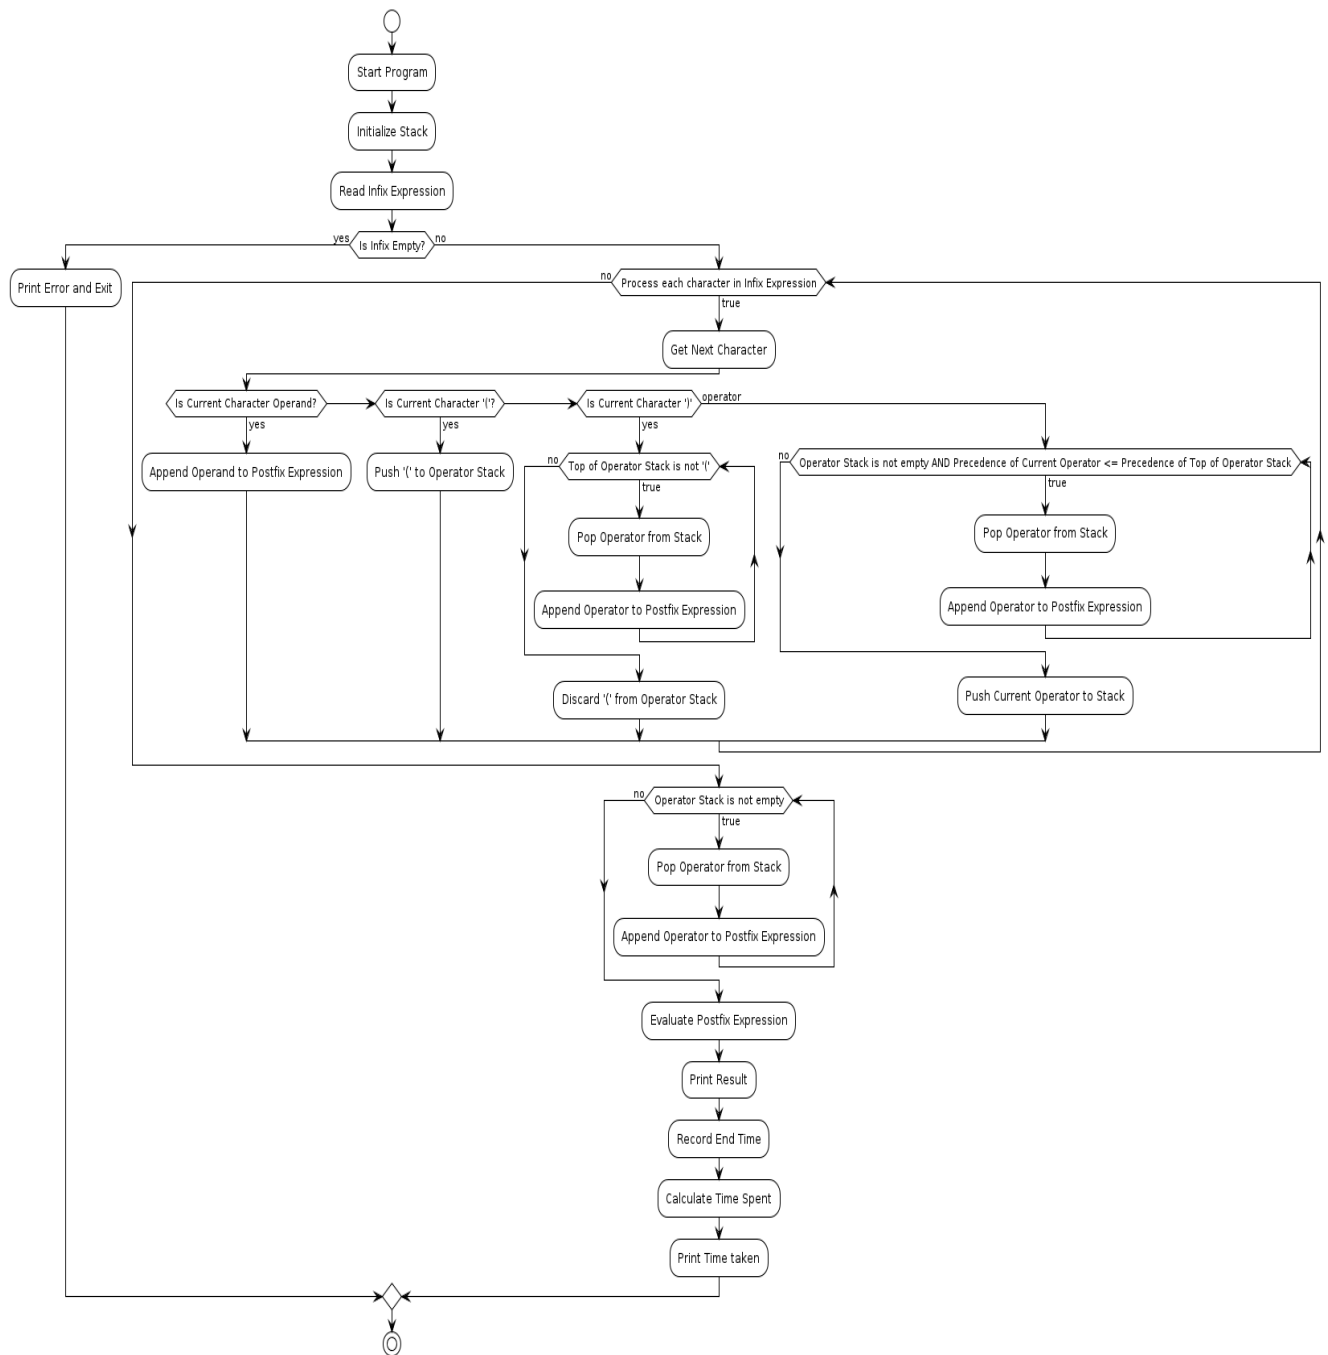 Start Program
Initialize Stack
Read Infix Expression
yes
Is Infix Empty?
no
Print Error and Exit
no
Process each character in Infix Expression
true
Get Next Character
Is Current Character Operand?
yes
Append Operand to Postfix Expression
Is Current Character '('?
yes
Push '(' to Operator Stack
Is Current Character ')'
yes
operator
no
Top of Operator Stack is not '('
true
Pop Operator from Stack
Append Operator to Postfix Expression
Discard '(' from Operator Stack
no
Operator Stack is not empty AND Precedence of Current Operator <= Precedence of Top of Operator Stack
true
Pop Operator from Stack
Append Operator to Postfix Expression
Push Current Operator to Stack
no
Operator Stack is not empty
true
Pop Operator from Stack
Append Operator to Postfix Expression
Evaluate Postfix Expression
Print Result
Record End Time
Calculate Time Spent
Print Time taken